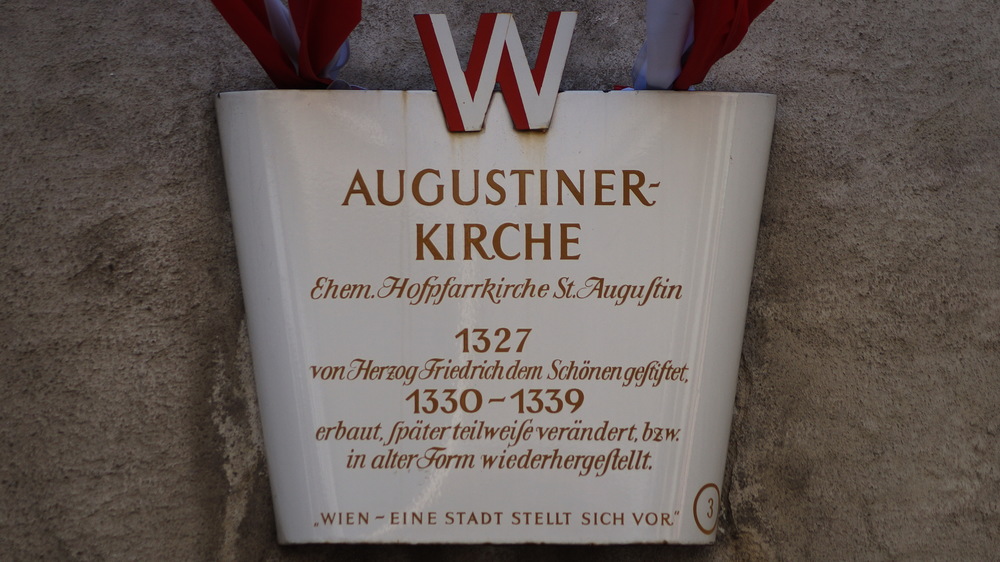 W
AUGUSTINER-
KIRCHE
Ehem. Hofpfarrkirche St. Auguſtin
1327
von Herzog Friedrich dem Schönen geſtiftet,
1330 – 1339
erbaut, ſpäter teilweiſe verändert, bzw.
in alter Form wiederhergeſtellt.
„WIEN – EINE STADT STELLT SICH VOR"
3